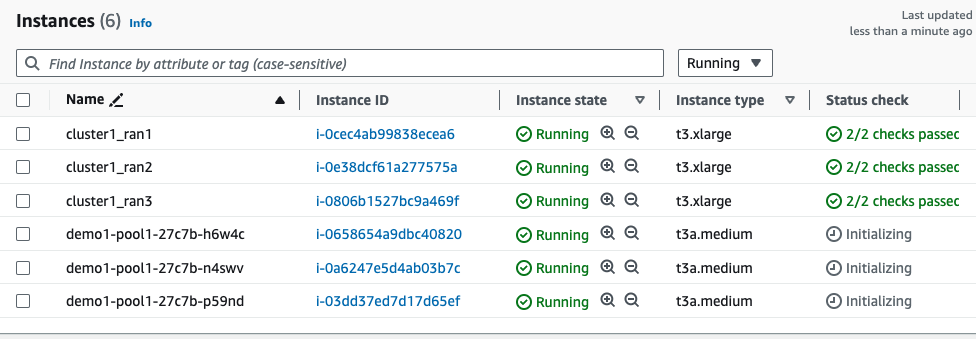 Instances (6) Info
Last updated
less than a minute ago
Find Instance by attribute or tag (case-sensitive)
Running
Name Instance ID Instance state Instance type Status check
cluster1_ran1 i-0cec4ab99838ecea6 Running t3.xlarge 2/2 checks passec
cluster1_ran2 i-0e38dcf61a277575a Running t3.xlarge 2/2 checks passec
cluster1_ran3 i-0806b1527bc9a469f Running t3.xlarge 2/2 checks passec
demo1-pool1-27c7b-h6w4c i-0658654a9dbc40820 Running t3a.medium Initializing
demo1-pool1-27c7b-n4swv i-0a6247e5d4ab03b7c Running t3a.medium Initializing
demo1-pool1-27c7b-p59nd i-03dd37ed7d17d65ef Running t3a.medium Initializing